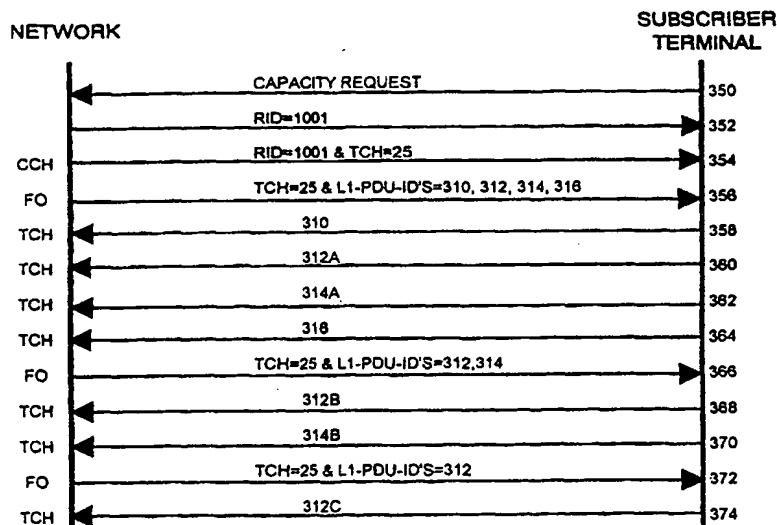 NETWORK
SUBSCRIBER
TERMINAL
CAPACITY REQUEST
350
RID=1001
352
CCH
RID=1001 & TCH=25
354
FO
TCH=25 & L1-PDU-ID'S=310, 312, 314, 316
356
TCH
310
358
TCH
312A
360
TCH
314A
362
TCH
316
364
FO
TCH=25 & L1-PDU-ID'S=312,314
366
TCH
312B
368
TCH
314B
370
FO
TCH=25 & L1-PDU-ID'S=312
372
TCH
312C
374